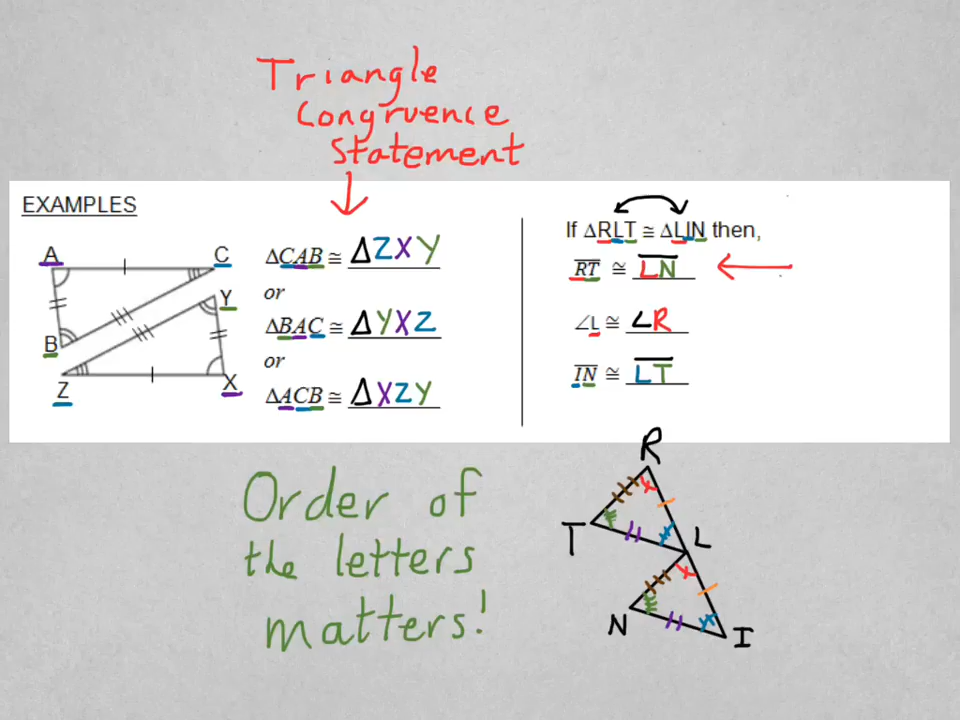 Triangle
Congruence
Statement
EXAMPLES
A
C
Y
B
Z
X
ΔCAB ≅ ΔZXY
or
ΔBAC ≅ ΔYXZ
or
ΔACB ≅ ΔXZY
If ΔRLT ≅ ΔLIN then,
RT ≅ LN
∠L ≅ ∠R
IN ≅ LT
Order of
the letters
matters!
R
T
L
N
I